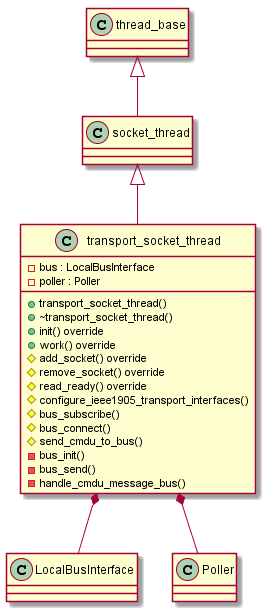 C thread_base
C socket_thread
C transport_socket_thread
bus : LocalBusInterface
poller : Poller
transport_socket_thread()
~transport_socket_thread()
init() override
work() override
add_socket() override
remove_socket() override
read_ready() override
configure_ieee1905_transport_interfaces()
bus_subscribe()
bus_connect()
send_cmdu_to_bus()
bus_init()
bus_send()
handle_cmdu_message_bus()
C LocalBusInterface
C Poller